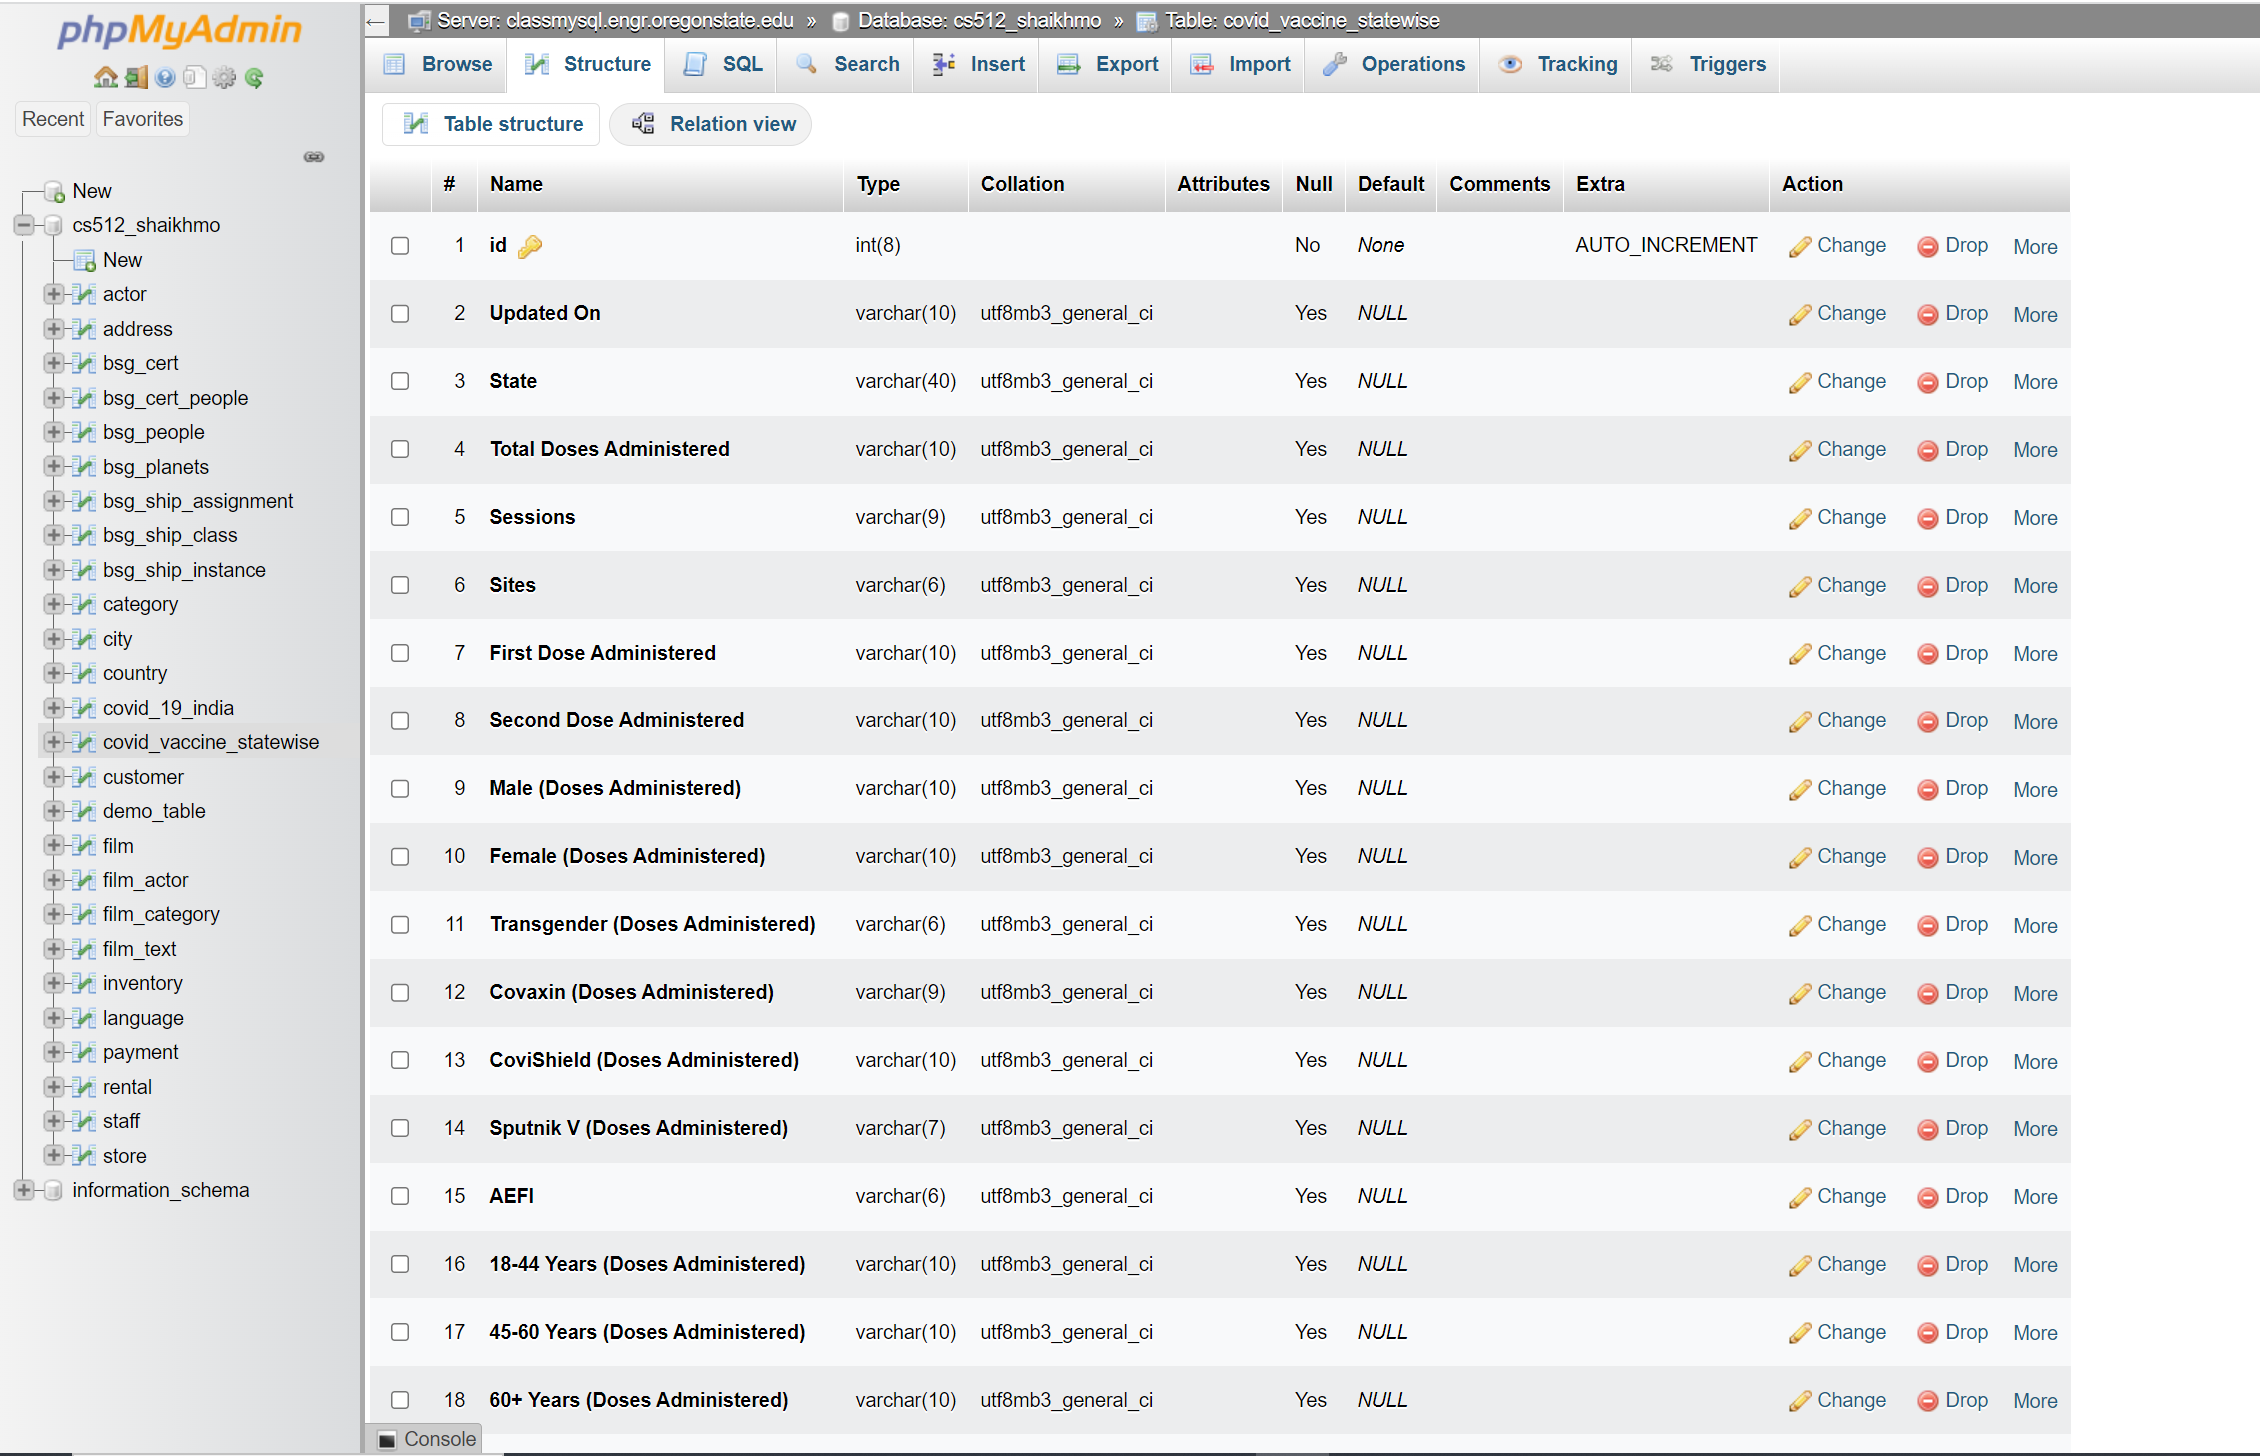 phpMyAdmin
Recent Favorites
New
cs512_shaikhmo
New
actor
address
bsg_cert
bsg_cert_people
bsg_people
bsg_planets
bsg_ship_assignment
bsg_ship_class
bsg_ship_instance
category
city
country
covid_19_india
covid_vaccine_statewise
customer
demo_table
film
film_actor
film_category
film_text
inventory
language
payment
rental
staff
store
information_schema
← Server: classmysql.engr.oregonstate.edu » Database: cs512_shaikhmo » Table: covid_vaccine_statewise
Browse Structure SQL Search Insert Export Import Operations Tracking Triggers
Table structure Relation view
# Name Type Collation Attributes Null Default Comments Extra Action
1 id int(8) No None AUTO_INCREMENT Change Drop More
2 Updated On varchar(10) utf8mb3_general_ci Yes NULL Change Drop More
3 State varchar(40) utf8mb3_general_ci Yes NULL Change Drop More
4 Total Doses Administered varchar(10) utf8mb3_general_ci Yes NULL Change Drop More
5 Sessions varchar(9) utf8mb3_general_ci Yes NULL Change Drop More
6 Sites varchar(6) utf8mb3_general_ci Yes NULL Change Drop More
7 First Dose Administered varchar(10) utf8mb3_general_ci Yes NULL Change Drop More
8 Second Dose Administered varchar(10) utf8mb3_general_ci Yes NULL Change Drop More
9 Male (Doses Administered) varchar(10) utf8mb3_general_ci Yes NULL Change Drop More
10 Female (Doses Administered) varchar(10) utf8mb3_general_ci Yes NULL Change Drop More
11 Transgender (Doses Administered) varchar(6) utf8mb3_general_ci Yes NULL Change Drop More
12 Covaxin (Doses Administered) varchar(9) utf8mb3_general_ci Yes NULL Change Drop More
13 CoviShield (Doses Administered) varchar(10) utf8mb3_general_ci Yes NULL Change Drop More
14 Sputnik V (Doses Administered) varchar(7) utf8mb3_general_ci Yes NULL Change Drop More
15 AEFI varchar(6) utf8mb3_general_ci Yes NULL Change Drop More
16 18-44 Years (Doses Administered) varchar(10) utf8mb3_general_ci Yes NULL Change Drop More
17 45-60 Years (Doses Administered) varchar(10) utf8mb3_general_ci Yes NULL Change Drop More
18 60+ Years (Doses Administered) varchar(10) utf8mb3_general_ci Yes NULL Change Drop More
Console